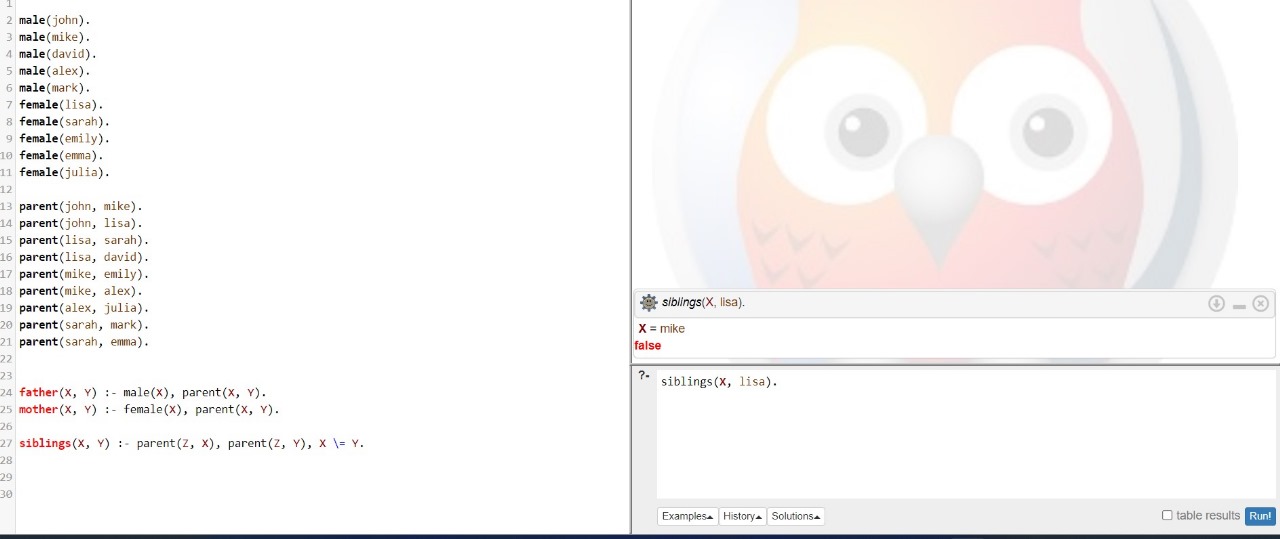 1
2 male(john).
3 male(mike).
4 male(david).
5 male(alex).
6 male(mark).
7 female(lisa).
8 female(sarah).
9 female(emily).
10 female(emma).
11 female(julia).
12
13 parent(john, mike).
14 parent(john, lisa).
15 parent(lisa, sarah).
16 parent(lisa, david).
17 parent(mike, emily).
18 parent(mike, alex).
19 parent(alex, julia).
20 parent(sarah, mark).
21 parent(sarah, emma).
22
23
24 father(X, Y) :- male(X), parent(X, Y).
25 mother(X, Y) :- female(X), parent(X, Y).
26
27 siblings(X, Y) :- parent(Z, X), parent(Z, Y), X \= Y.
28
29
30
siblings(X, lisa).
X = mike
false
?- siblings(X, lisa).
Examples History Solutions table results Run!